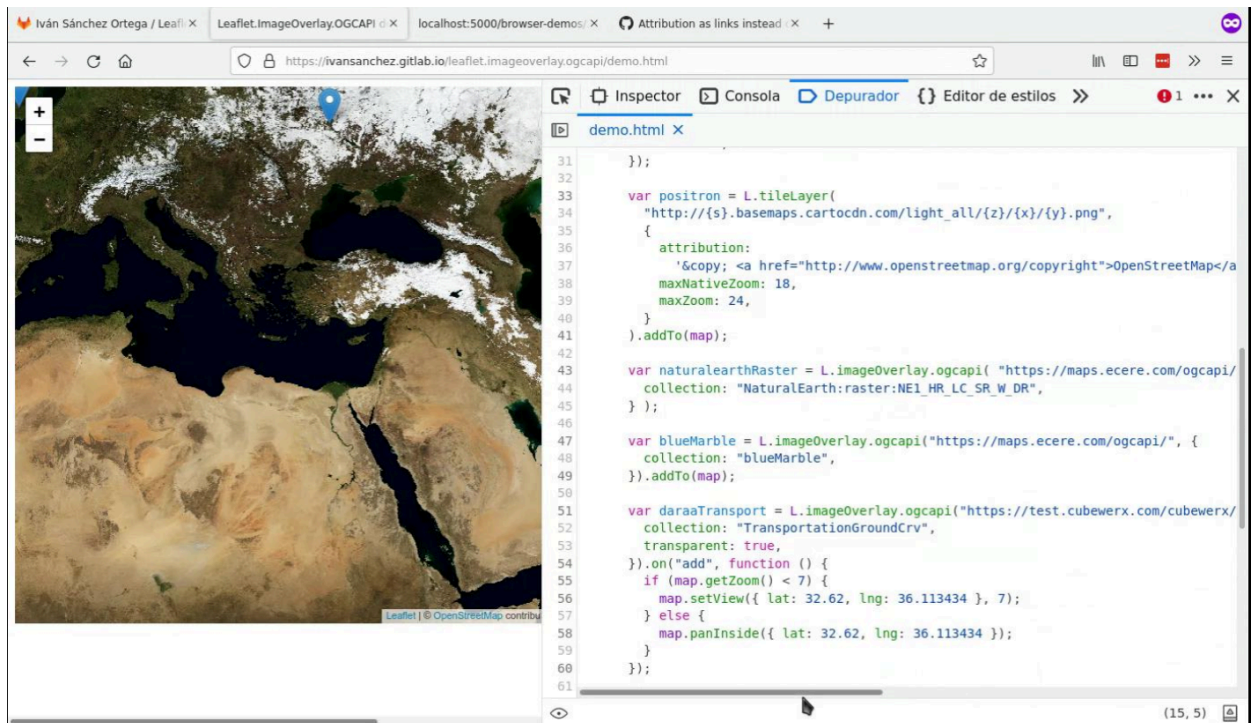 Iván Sánchez Ortega / Leafl
Leaflet.ImageOverlay.OGCAPI d
localhost:5000/browser-demos/
Attribution as links instead
https://ivansanchez.gitlab.io/leaflet.imageoverlay.ogcapi/demo.html
Inspector Consola Depurador {} Editor de estilos 1
demo.html
+
−
31 });
32
33 var positron = L.tileLayer(
34 "http://{s}.basemaps.cartocdn.com/light_all/{z}/{x}/{y}.png",
35 {
36 attribution:
37 '&copy; <a href="http://www.openstreetmap.org/copyright">OpenStreetMap</a
38 maxNativeZoom: 18,
39 maxZoom: 24,
40 }
41 ).addTo(map);
42
43 var naturalearthRaster = L.imageOverlay.ogcapi( "https://maps.ecere.com/ogcapi/
44 collection: "NaturalEarth:raster:NE1_HR_LC_SR_W_DR",
45 } );
46
47 var blueMarble = L.imageOverlay.ogcapi("https://maps.ecere.com/ogcapi/", {
48 collection: "blueMarble",
49 }).addTo(map);
50
51 var daraaTransport = L.imageOverlay.ogcapi("https://test.cubewerx.com/cubewerx/
52 collection: "TransportationGroundCrv",
53 transparent: true,
54 }).on("add", function () {
55 if (map.getZoom() < 7) {
56 map.setView({ lat: 32.62, lng: 36.113434 }, 7);
57 } else {
58 map.panInside({ lat: 32.62, lng: 36.113434 });
59 }
60 });
61
Leaflet | © OpenStreetMap contribu
(15, 5)